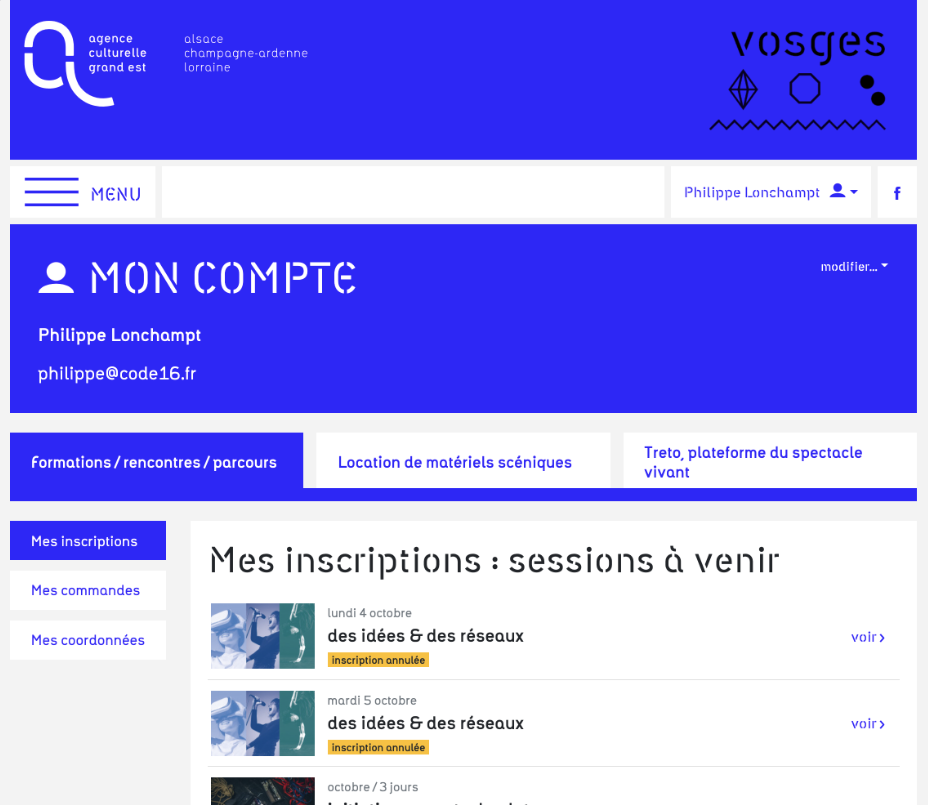 agence
culturelle
grand est
alsace
champagne-ardenne
lorraine
vosges
MENU
Philippe Lonchampt
f
MON COMPTE
modifier...
Philippe Lonchampt
philippe@code16.fr
Formations / rencontres / parcours
Location de matériels scéniques
Treto, plateforme du spectacle
vivant
Mes inscriptions
Mes commandes
Mes coordonnées
Mes inscriptions : sessions à venir
lundi 4 octobre
des idées & des réseaux
voir
inscription annulée
mardi 5 octobre
des idées & des réseaux
voir
inscription annulée
octobre / 3 jours